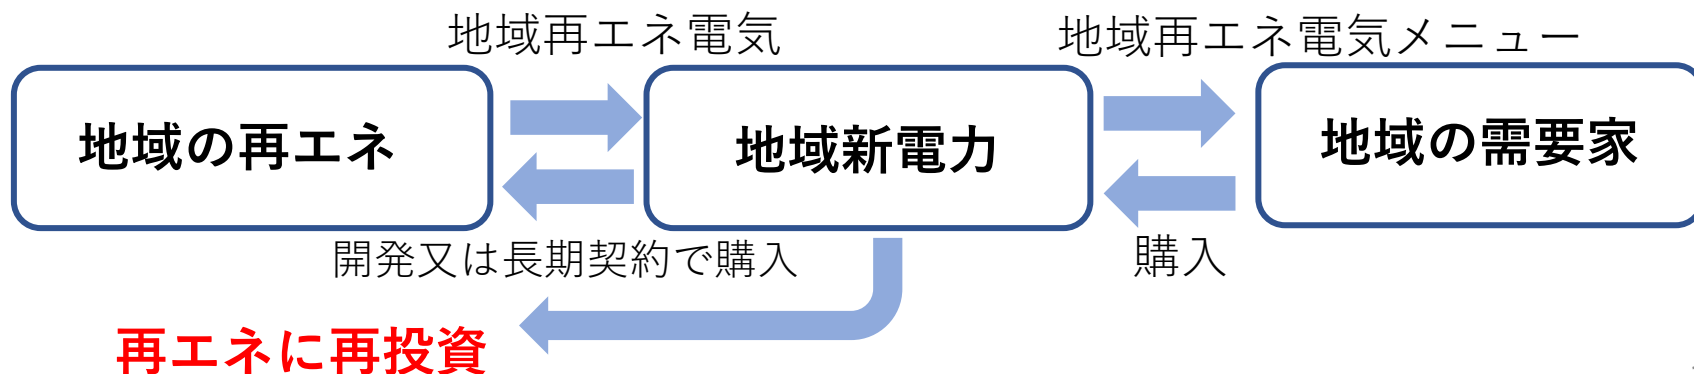 地域再エネ電気
地域再エネ電気メニュー
地域の再エネ
地域新電力
地域の需要家
開発又は長期契約で購入
購入
再エネに再投資